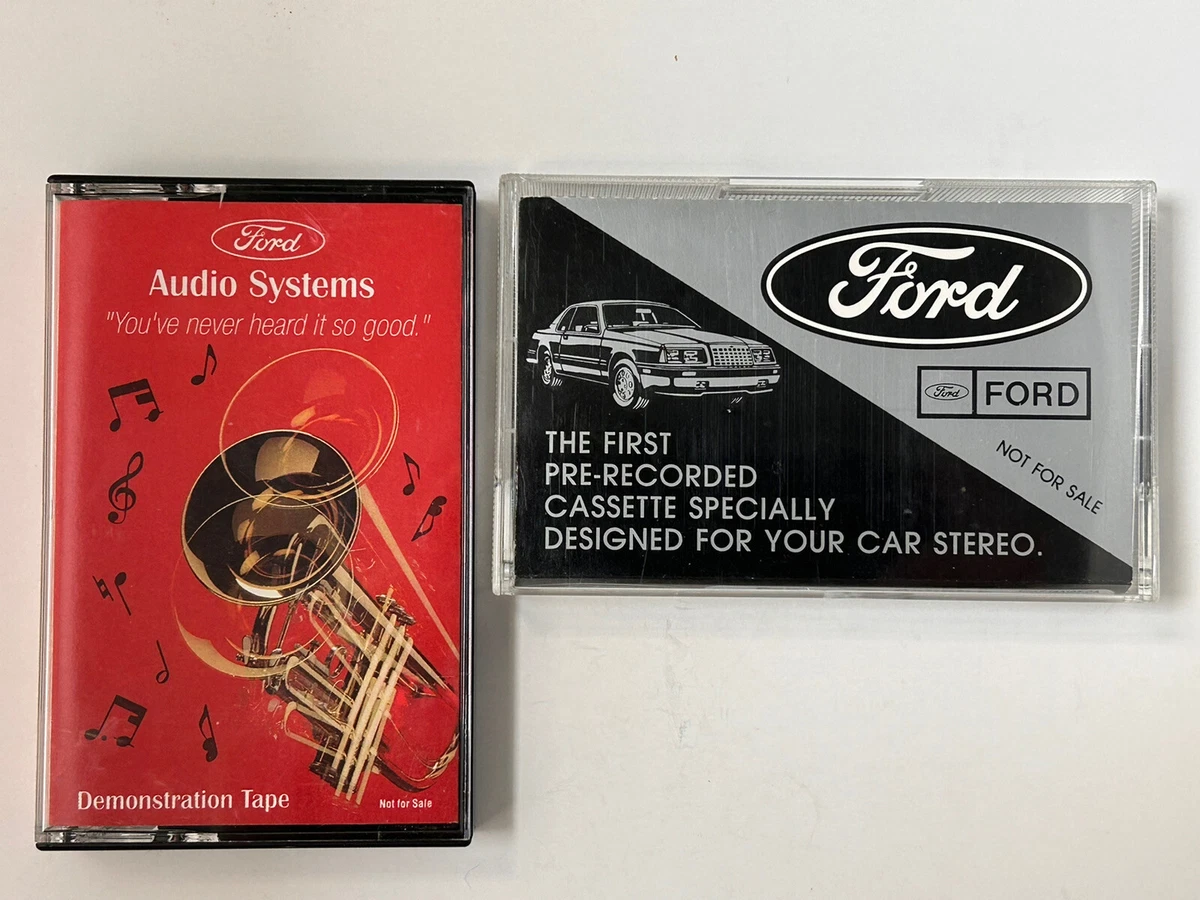 Ford
Audio Systems
"You've never heard it so good."
Demonstration Tape
Not for Sale
Ford
Ford FORD
NOT FOR SALE
THE FIRST
PRE-RECORDED
CASSETTE SPECIALLY
DESIGNED FOR YOUR CAR STEREO.